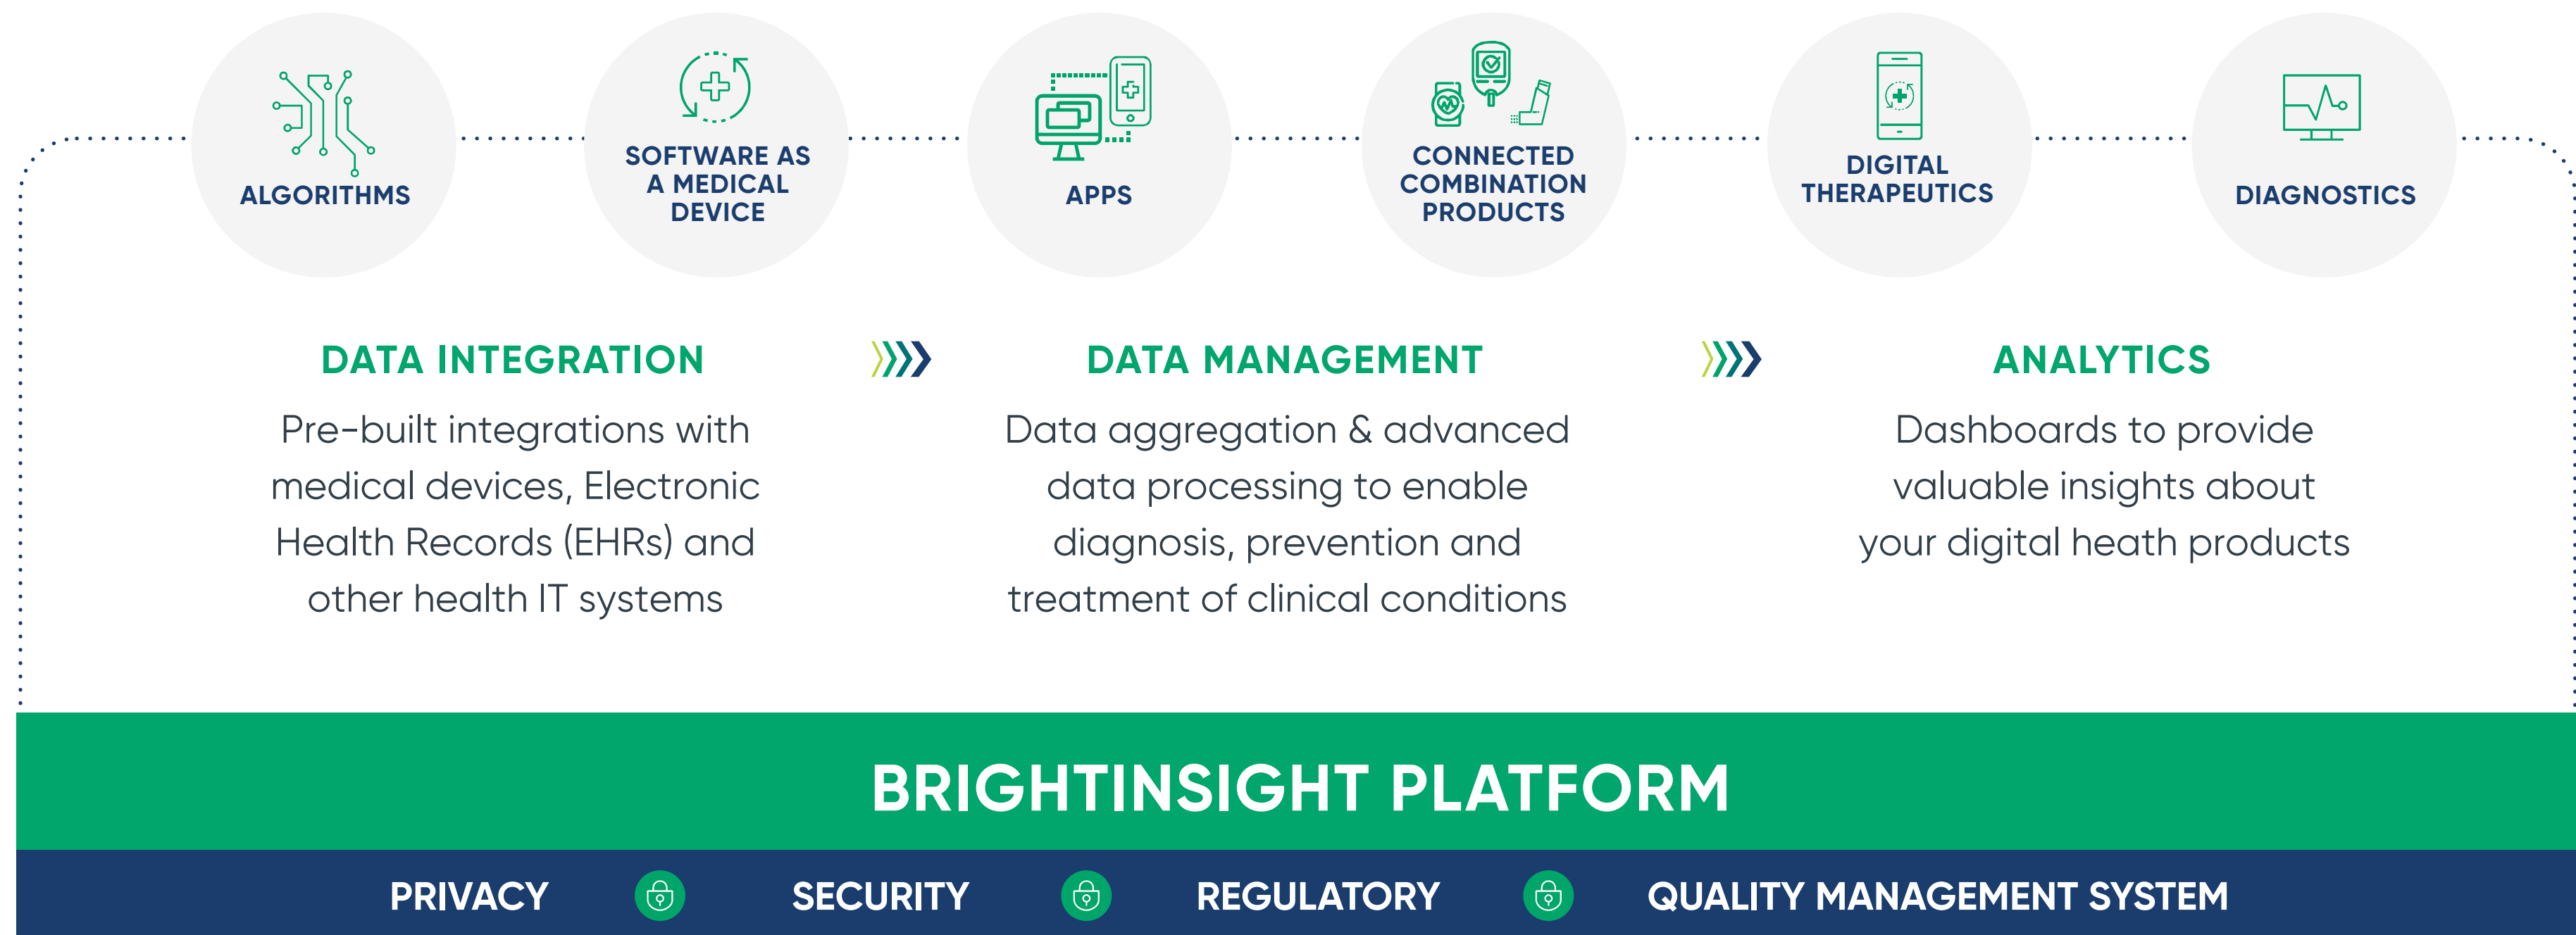 ALGORITHMS
SOFTWARE AS
A MEDICAL
DEVICE
APPS
CONNECTED
COMBINATION
PRODUCTS
DIGITAL
THERAPEUTICS
DIAGNOSTICS
DATA INTEGRATION
Pre-built integrations with
medical devices, Electronic
Health Records (EHRs) and
other health IT systems
DATA MANAGEMENT
Data aggregation & advanced
data processing to enable
diagnosis, prevention and
treatment of clinical conditions
ANALYTICS
Dashboards to provide
valuable insights about
your digital heath products
BRIGHTINSIGHT PLATFORM
PRIVACY SECURITY REGULATORY QUALITY MANAGEMENT SYSTEM